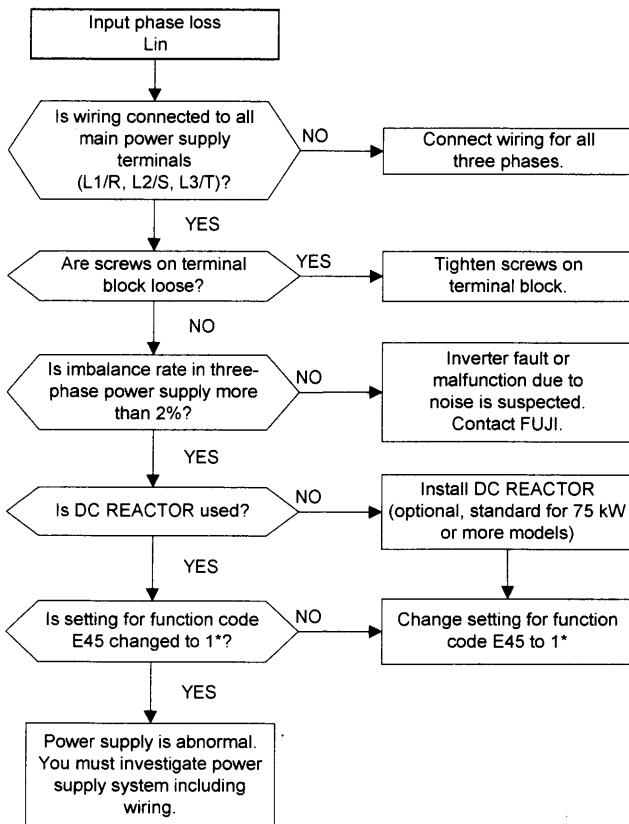 Input phase loss
Lin
Is wiring connected to all
main power supply
terminals
(L1/R, L2/S, L3/T)?
NO
Connect wiring for all
three phases.
YES
Are screws on terminal
block loose?
YES
Tighten screws on
terminal block.
NO
Is imbalance rate in three-
phase power supply more
than 2%?
NO
Inverter fault or
malfunction due to
noise is suspected.
Contact FUJI.
YES
Is DC REACTOR used?
NO
Install DC REACTOR
(optional, standard for 75 kW
or more models)
YES
Is setting for function code
E45 changed to 1*?
NO
Change setting for function
code E45 to 1*
YES
Power supply is abnormal.
You must investigate power
supply system including
wiring.